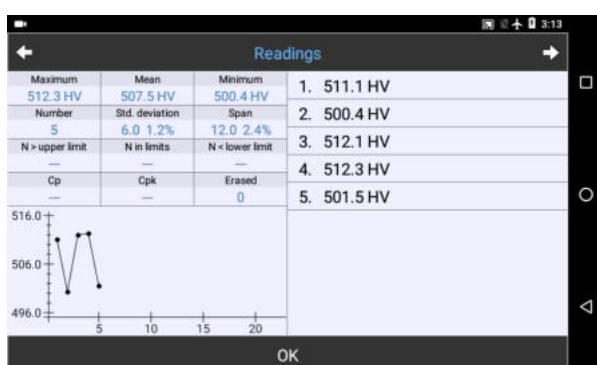 3:13
Readings
Maximum Mean Minimum
512.3 HV 507.5 HV 500.4 HV
Number Std. deviation Span
5 6.0 1.2% 12.0 2.4%
N > upper limit N in limits N < lower limit
— — —
Cp Cpk Erased
— — 0
1. 511.1 HV
2. 500.4 HV
3. 512.1 HV
4. 512.3 HV
5. 501.5 HV
516.0
506.0
496.0
5 10 15 20
OK